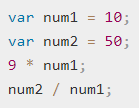 var num1 = 10;
var num2 = 50;
9 * num1;
num2 / num1;